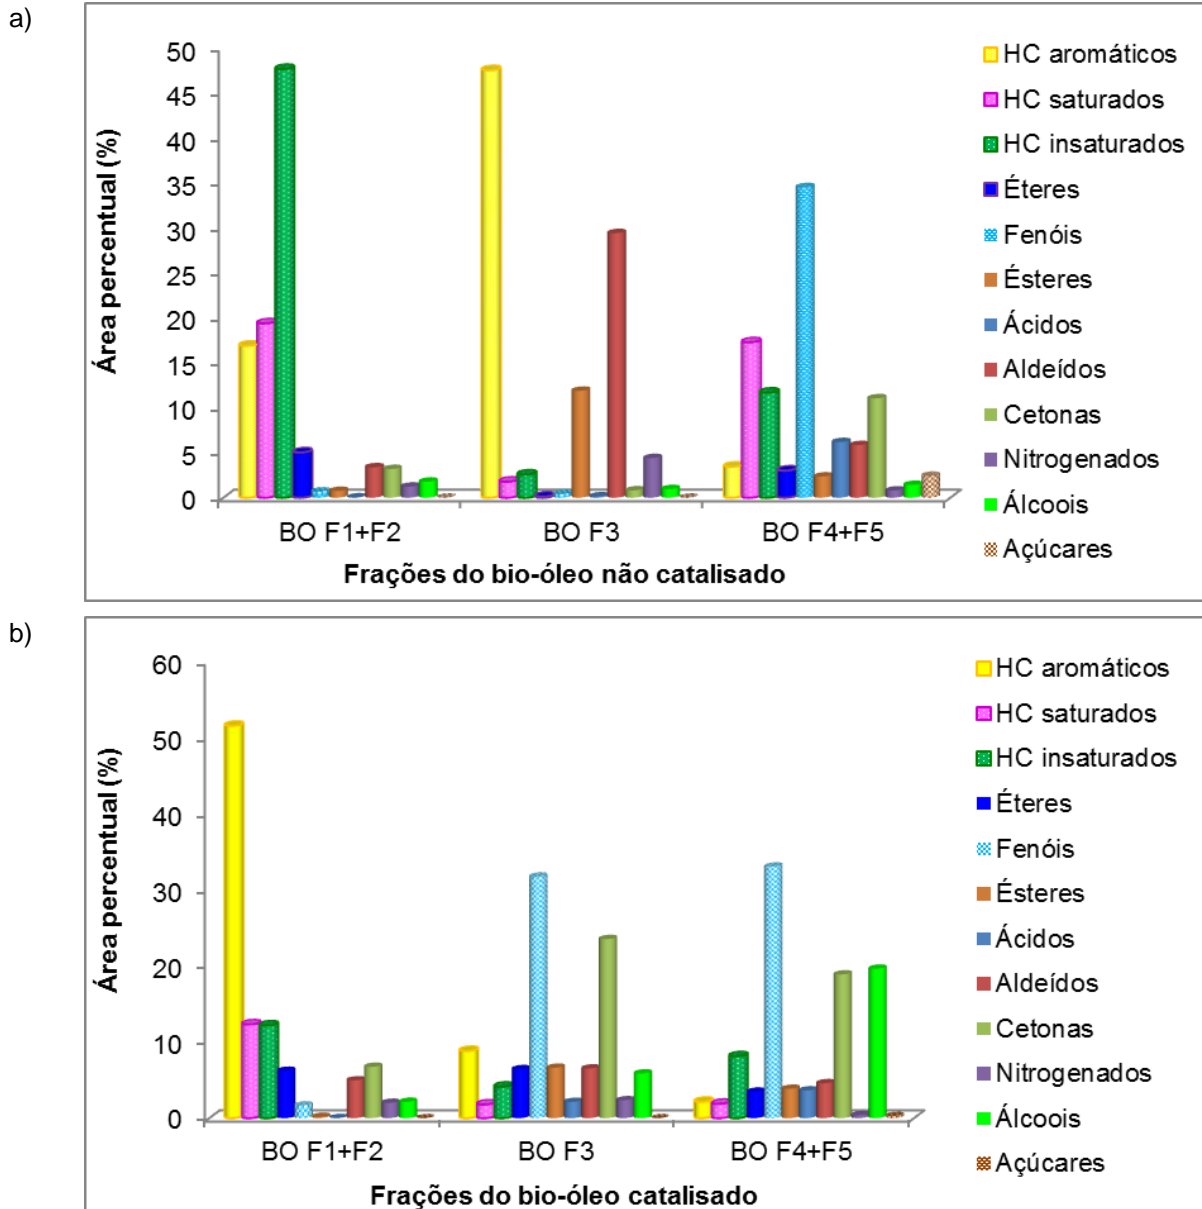 a)
Área percentual (%)
50
45
40
35
30
25
20
15
10
5
0
BO F1+F2
BO F3
BO F4+F5
Frações do bio-óleo não catalisado
HC aromáticos
HC saturados
HC insaturados
Éteres
Fenóis
Ésteres
Ácidos
Aldeídos
Cetonas
Nitrogenados
Álcoois
Açúcares
b)
Área percentual (%)
60
50
40
30
20
10
0
BO F1+F2
BO F3
BO F4+F5
Frações do bio-óleo catalisado
HC aromáticos
HC saturados
HC insaturados
Éteres
Fenóis
Ésteres
Ácidos
Aldeídos
Cetonas
Nitrogenados
Álcoois
Açúcares